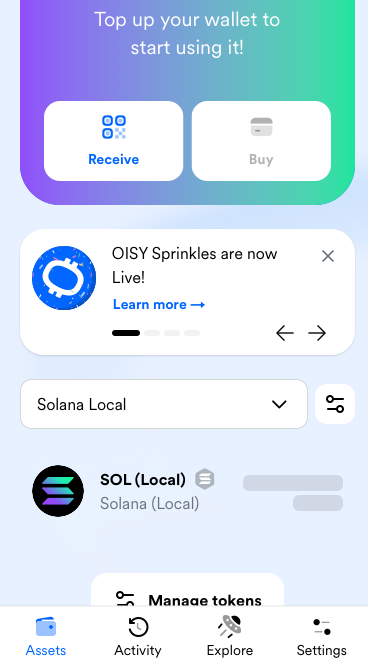 Top up your wallet to
start using it!
Receive
Buy
OISY Sprinkles are now
Live!
Learn more →
Solana Local
SOL (Local)
Solana (Local)
Manage tokens
Assets
Activity
Explore
Settings